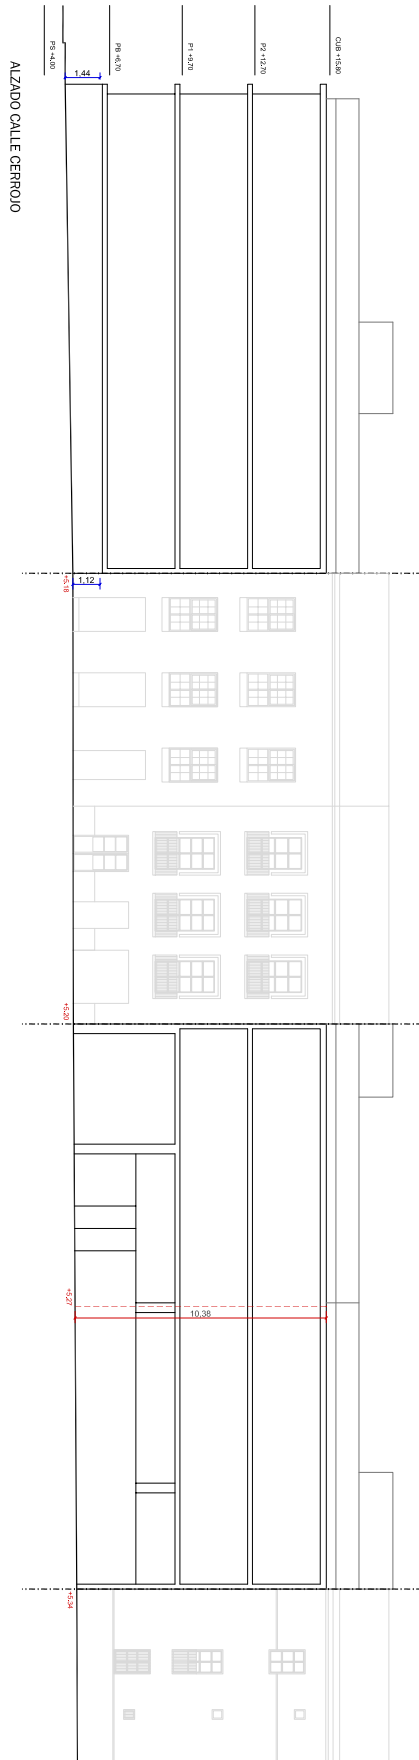 CUB +15.80
P2 +12.70
P1 +9.70
PB +6.70
PS +4.00
1,44
1,12
+5.18
+5.20
10,38
+5.27
+5.34
ALZADO CALLE CERROJO